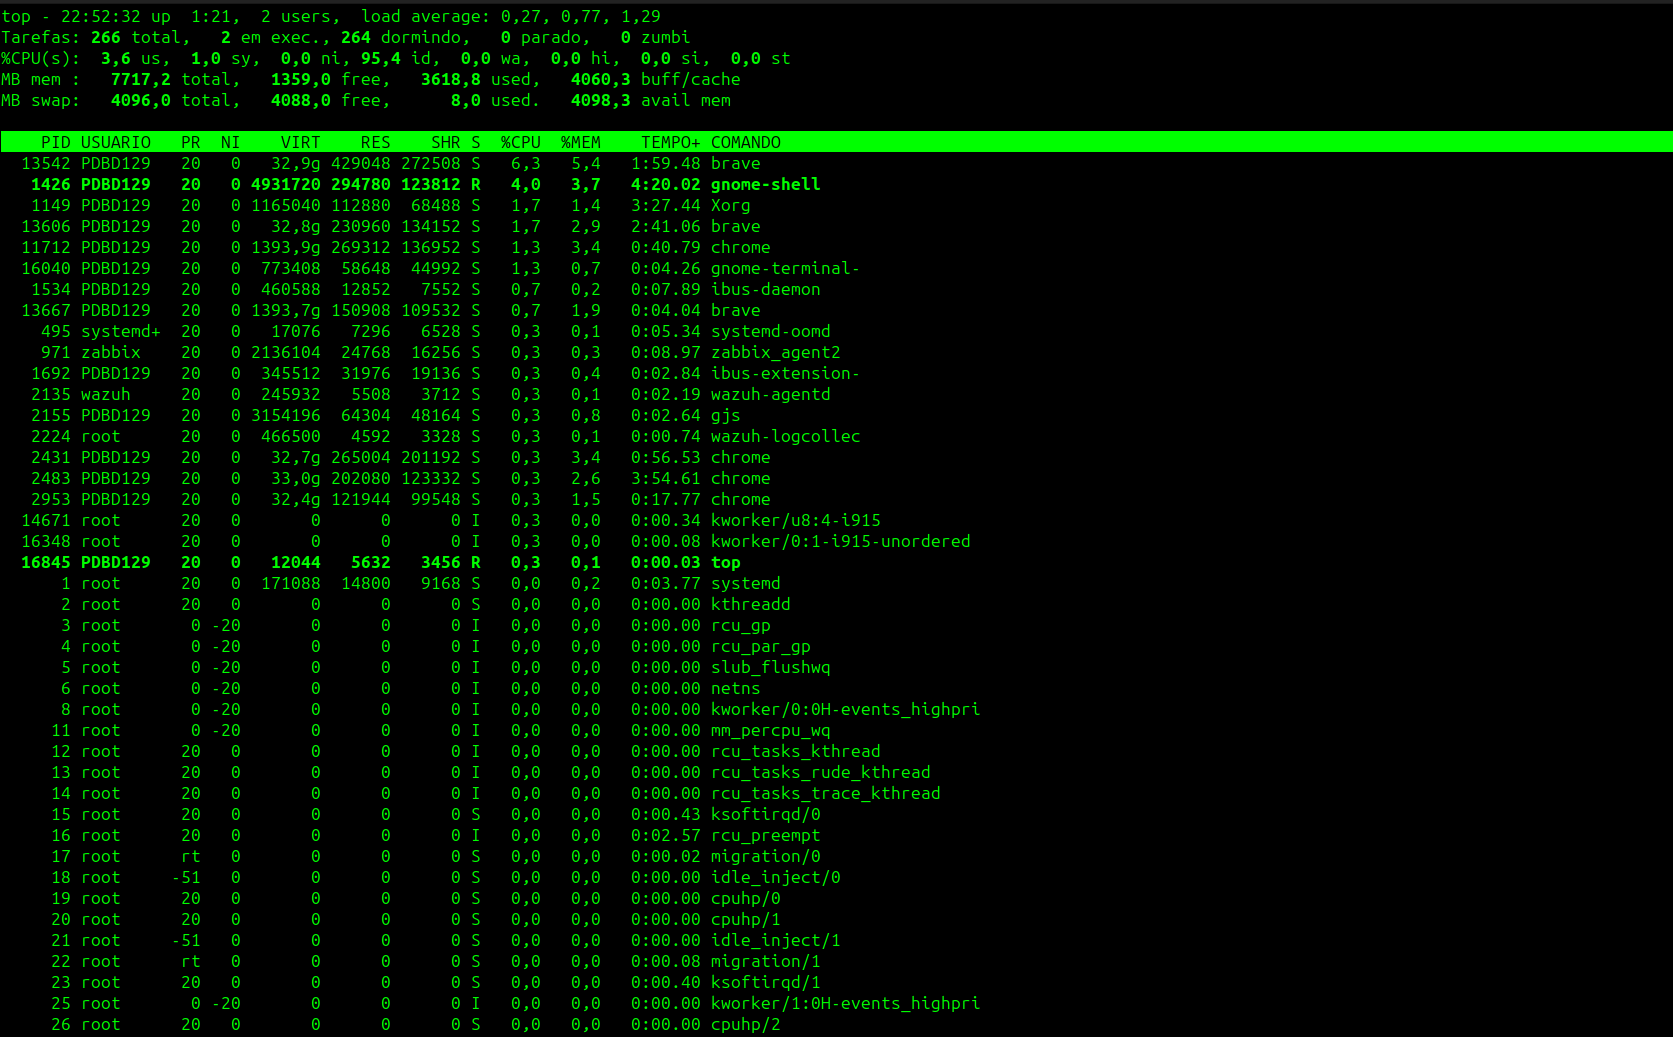 top - 22:52:32 up  1:21,  2 users,  load average: 0,27, 0,77, 1,29
Tarefas: 266 total,   2 em exec., 264 dormindo,   0 parado,   0 zumbi
%CPU(s):  3,6 us,  1,0 sy,  0,0 ni, 95,4 id,  0,0 wa,  0,0 hi,  0,0 si,  0,0 st
MB mem :   7717,2 total,   1359,0 free,   3618,8 used,   4060,3 buff/cache
MB swap:   4096,0 total,   4088,0 free,      8,0 used.   4098,3 avail mem
PID USUARIO   PR  NI    VIRT    RES    SHR S  %CPU  %MEM    TEMPO+ COMANDO
13542 PDBD129   20   0   32,9g 429048 272508 S   6,3   5,4   1:59.48 brave
1426 PDBD129   20   0 4931720 294780 123812 R   4,0   3,7   4:20.02 gnome-shell
1149 PDBD129   20   0 1165040 112880  68488 S   1,7   1,4   3:27.44 Xorg
13606 PDBD129   20   0   32,8g 230960 134152 S   1,7   2,9   2:41.06 brave
11712 PDBD129   20   0 1393,9g 269312 136952 S   1,3   3,4   0:40.79 chrome
16040 PDBD129   20   0  773408  58648  44992 S   1,3   0,7   0:04.26 gnome-terminal-
1534 PDBD129   20   0  460588  12852   7552 S   0,7   0,2   0:07.89 ibus-daemon
13667 PDBD129   20   0 1393,7g 150908 109532 S   0,7   1,9   0:04.04 brave
495 systemd+  20   0   17076   7296   6528 S   0,3   0,1   0:05.34 systemd-oomd
971 zabbix    20   0 2136104  24768  16256 S   0,3   0,3   0:08.97 zabbix_agent2
1692 PDBD129   20   0  345512  31976  19136 S   0,3   0,4   0:02.84 ibus-extension-
2135 wazuh     20   0  245932   5508   3712 S   0,3   0,1   0:02.19 wazuh-agentd
2155 PDBD129   20   0 3154196  64304  48164 S   0,3   0,8   0:02.64 gjs
2224 root      20   0  466500   4592   3328 S   0,3   0,1   0:00.74 wazuh-logcollec
2431 PDBD129   20   0   32,7g 265004 201192 S   0,3   3,4   0:56.53 chrome
2483 PDBD129   20   0   33,0g 202080 123332 S   0,3   2,6   3:54.61 chrome
2953 PDBD129   20   0   32,4g 121944  99548 S   0,3   1,5   0:17.77 chrome
14671 root      20   0       0      0      0 I   0,3   0,0   0:00.34 kworker/u8:4-i915
16348 root      20   0       0      0      0 I   0,3   0,0   0:00.08 kworker/0:1-i915-unordered
16845 PDBD129   20   0   12044   5632   3456 R   0,3   0,1   0:00.03 top
1 root      20   0  171088  14800   9168 S   0,0   0,2   0:03.77 systemd
2 root      20   0       0      0      0 S   0,0   0,0   0:00.00 kthreadd
3 root       0 -20       0      0      0 I   0,0   0,0   0:00.00 rcu_gp
4 root       0 -20       0      0      0 I   0,0   0,0   0:00.00 rcu_par_gp
5 root       0 -20       0      0      0 I   0,0   0,0   0:00.00 slub_flushwq
6 root       0 -20       0      0      0 I   0,0   0,0   0:00.00 netns
8 root       0 -20       0      0      0 I   0,0   0,0   0:00.00 kworker/0:0H-events_highpri
11 root       0 -20       0      0      0 I   0,0   0,0   0:00.00 mm_percpu_wq
12 root      20   0       0      0      0 I   0,0   0,0   0:00.00 rcu_tasks_kthread
13 root      20   0       0      0      0 I   0,0   0,0   0:00.00 rcu_tasks_rude_kthread
14 root      20   0       0      0      0 I   0,0   0,0   0:00.00 rcu_tasks_trace_kthread
15 root      20   0       0      0      0 S   0,0   0,0   0:00.43 ksoftirqd/0
16 root      20   0       0      0      0 I   0,0   0,0   0:02.57 rcu_preempt
17 root      rt   0       0      0      0 S   0,0   0,0   0:00.02 migration/0
18 root     -51   0       0      0      0 S   0,0   0,0   0:00.00 idle_inject/0
19 root      20   0       0      0      0 S   0,0   0,0   0:00.00 cpuhp/0
20 root      20   0       0      0      0 S   0,0   0,0   0:00.00 cpuhp/1
21 root     -51   0       0      0      0 S   0,0   0,0   0:00.00 idle_inject/1
22 root      rt   0       0      0      0 S   0,0   0,0   0:00.08 migration/1
23 root      20   0       0      0      0 S   0,0   0,0   0:00.40 ksoftirqd/1
25 root       0 -20       0      0      0 I   0,0   0,0   0:00.00 kworker/1:0H-events_highpri
26 root      20   0       0      0      0 S   0,0   0,0   0:00.00 cpuhp/2